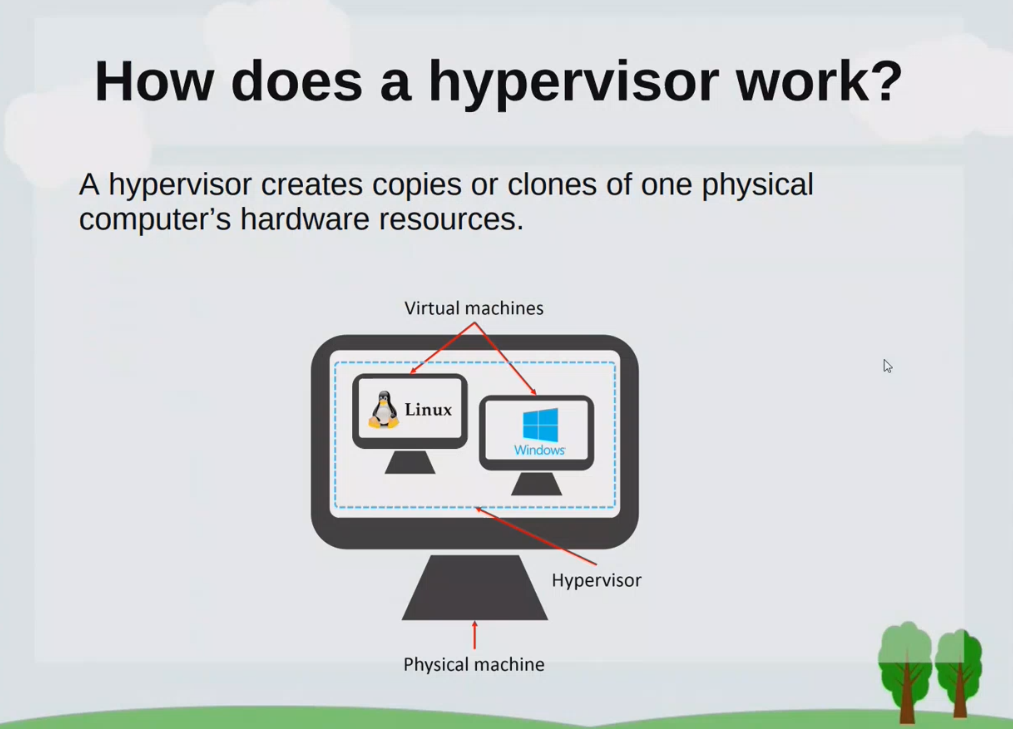 How does a hypervisor work?
A hypervisor creates copies or clones of one physical
computer’s hardware resources.
Virtual machines
Linux
Windows
Hypervisor
Physical machine